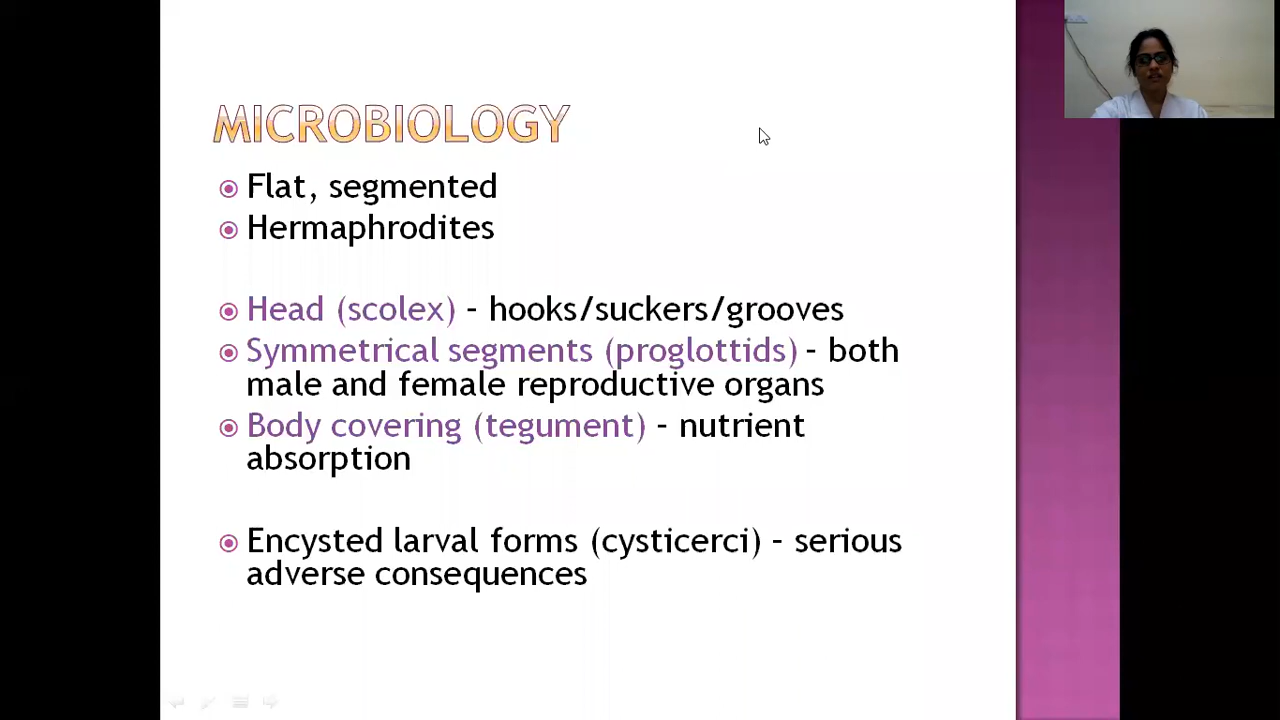 MICROBIOLOGY
Flat, segmented
Hermaphrodites
Head (scolex) – hooks/suckers/grooves
Symmetrical segments (proglottids) – both
male and female reproductive organs
Body covering (tegument) – nutrient
absorption
Encysted larval forms (cysticerci) – serious
adverse consequences